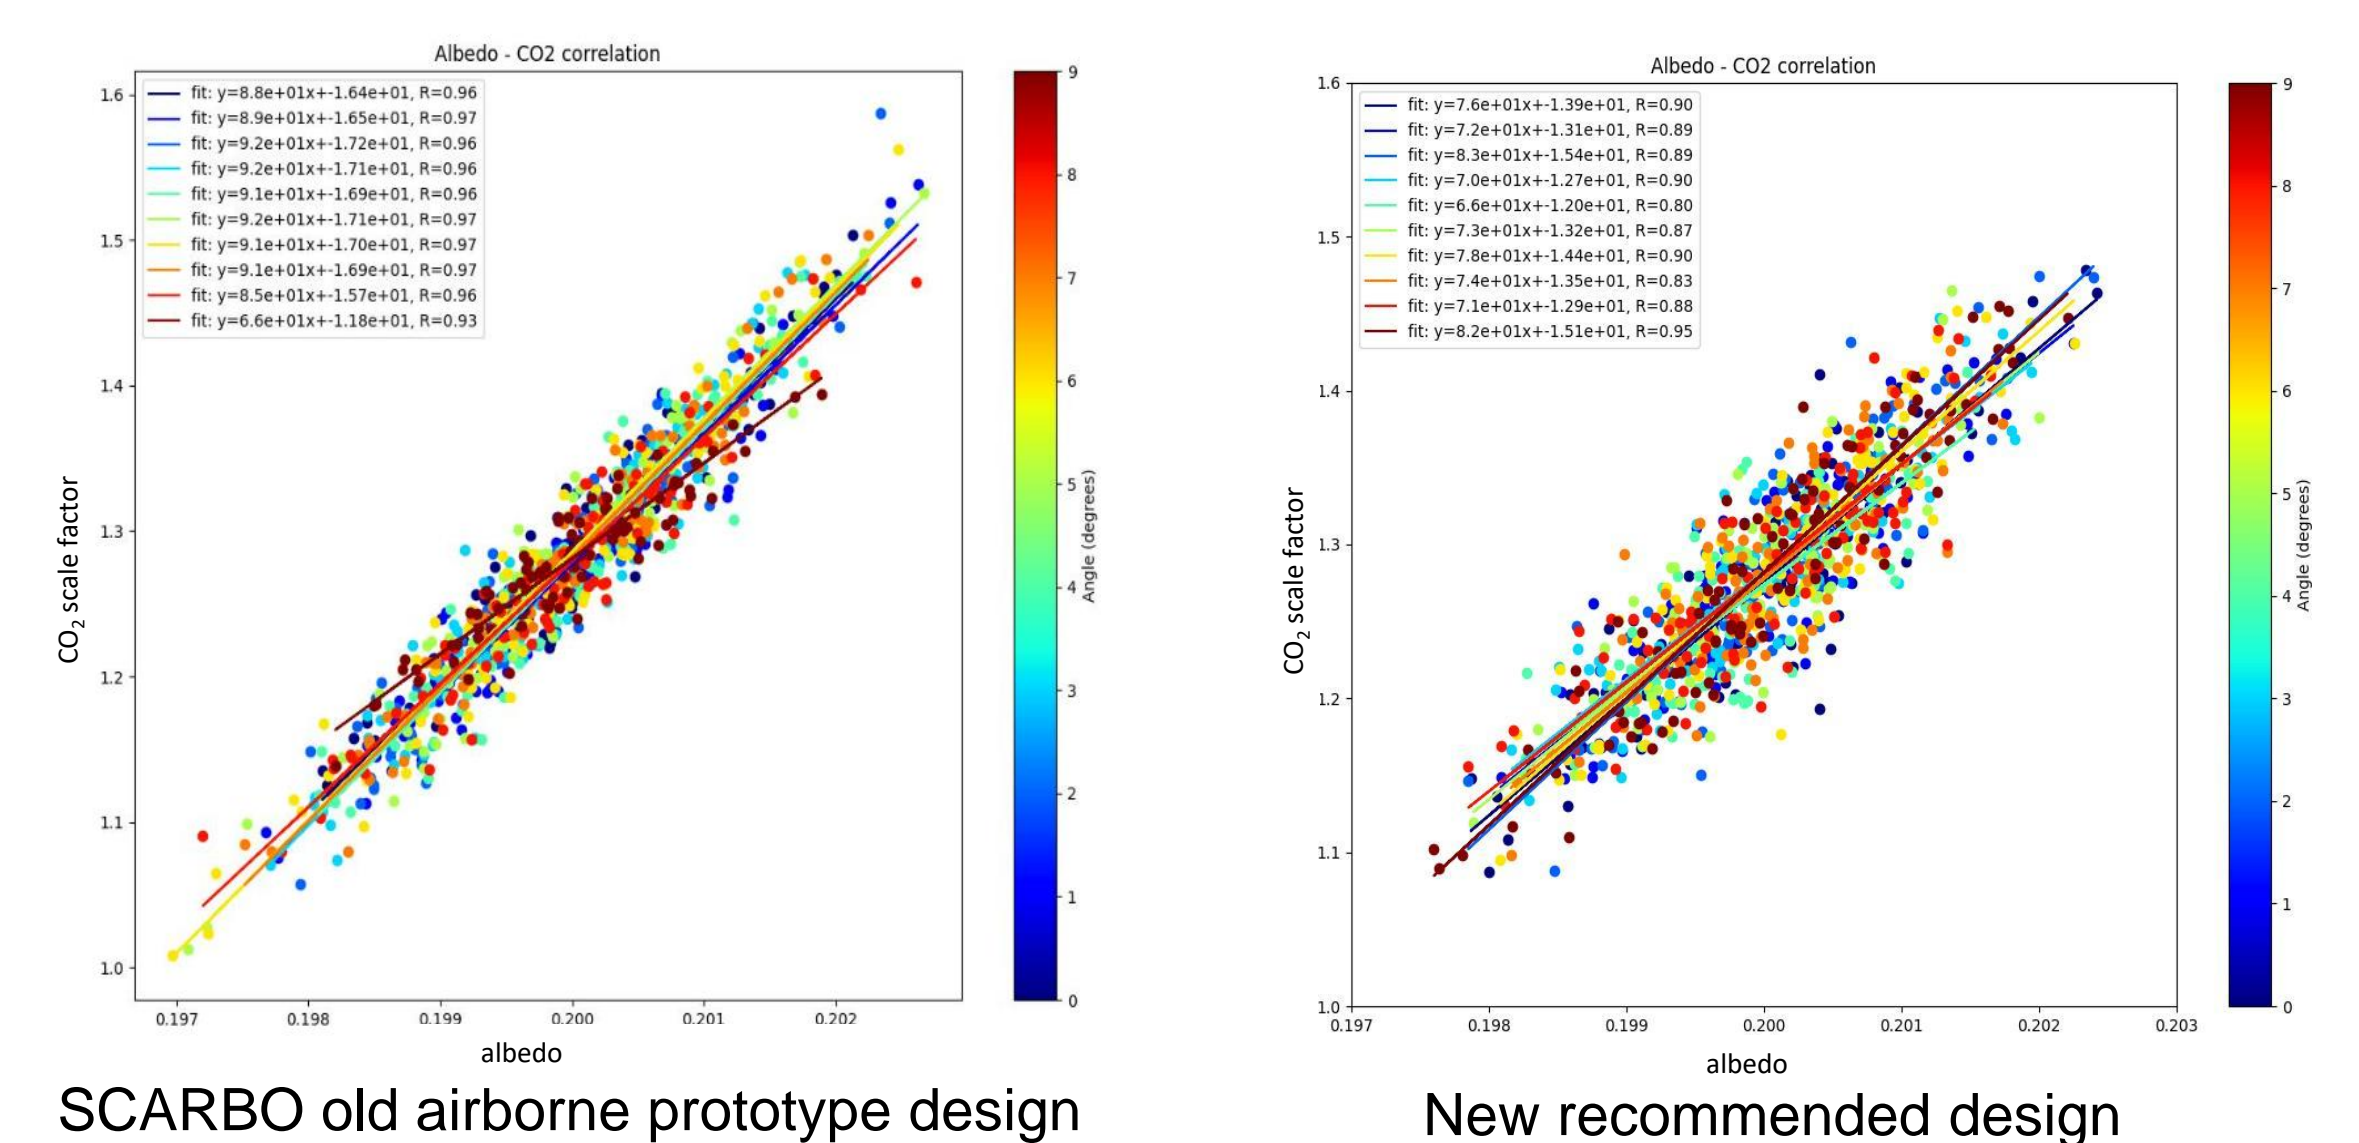 Albedo - CO2 correlation
fit: y=8.8e+01x+-1.64e+01, R=0.96
fit: y=8.9e+01x+-1.65e+01, R=0.97
fit: y=9.2e+01x+-1.72e+01, R=0.96
fit: y=9.2e+01x+-1.71e+01, R=0.96
fit: y=9.1e+01x+-1.69e+01, R=0.96
fit: y=9.2e+01x+-1.71e+01, R=0.97
fit: y=9.1e+01x+-1.70e+01, R=0.97
fit: y=9.1e+01x+-1.69e+01, R=0.97
fit: y=8.5e+01x+-1.57e+01, R=0.96
fit: y=6.6e+01x+-1.18e+01, R=0.93
1.6
1.5
1.4
1.3
1.2
1.1
1.0
CO₂ scale factor
0.197 0.198 0.199 0.200 0.201 0.202
albedo
9
8
7
6
5
4
3
2
1
0
Angle (degrees)
SCARBO old airborne prototype design
Albedo - CO2 correlation
fit: y=7.6e+01x+-1.39e+01, R=0.90
fit: y=7.2e+01x+-1.31e+01, R=0.89
fit: y=8.3e+01x+-1.54e+01, R=0.89
fit: y=7.0e+01x+-1.27e+01, R=0.90
fit: y=6.6e+01x+-1.20e+01, R=0.80
fit: y=7.3e+01x+-1.32e+01, R=0.87
fit: y=7.8e+01x+-1.44e+01, R=0.90
fit: y=7.4e+01x+-1.35e+01, R=0.83
fit: y=7.1e+01x+-1.29e+01, R=0.88
fit: y=8.2e+01x+-1.51e+01, R=0.95
1.6
1.5
1.4
1.3
1.2
1.1
1.0
CO₂ scale factor
0.197 0.198 0.199 0.200 0.201 0.202 0.203
albedo
9
8
7
6
5
4
3
2
1
0
Angle (degrees)
New recommended design